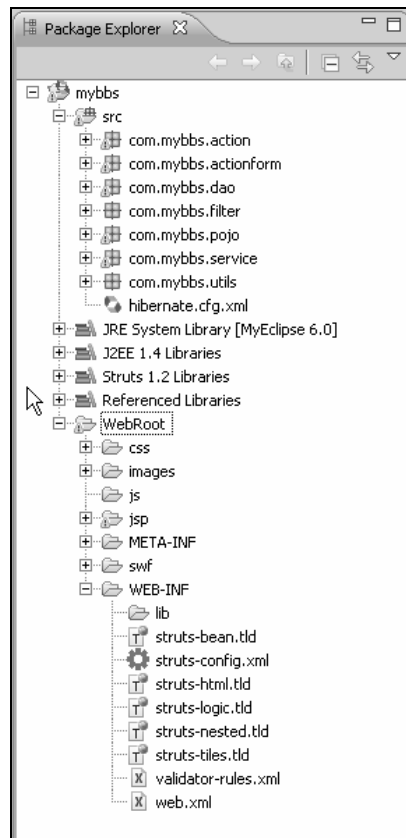 Package Explorer
mybbs
src
com.mybbs.action
com.mybbs.actionform
com.mybbs.dao
com.mybbs.filter
com.mybbs.pojo
com.mybbs.service
com.mybbs.utils
hibernate.cfg.xml
JRE System Library [MyEclipse 6.0]
J2EE 1.4 Libraries
Struts 1.2 Libraries
Referenced Libraries
WebRoot
css
images
js
jsp
META-INF
swf
WEB-INF
lib
struts-bean.tld
struts-config.xml
struts-html.tld
struts-logic.tld
struts-nested.tld
struts-tiles.tld
validator-rules.xml
web.xml